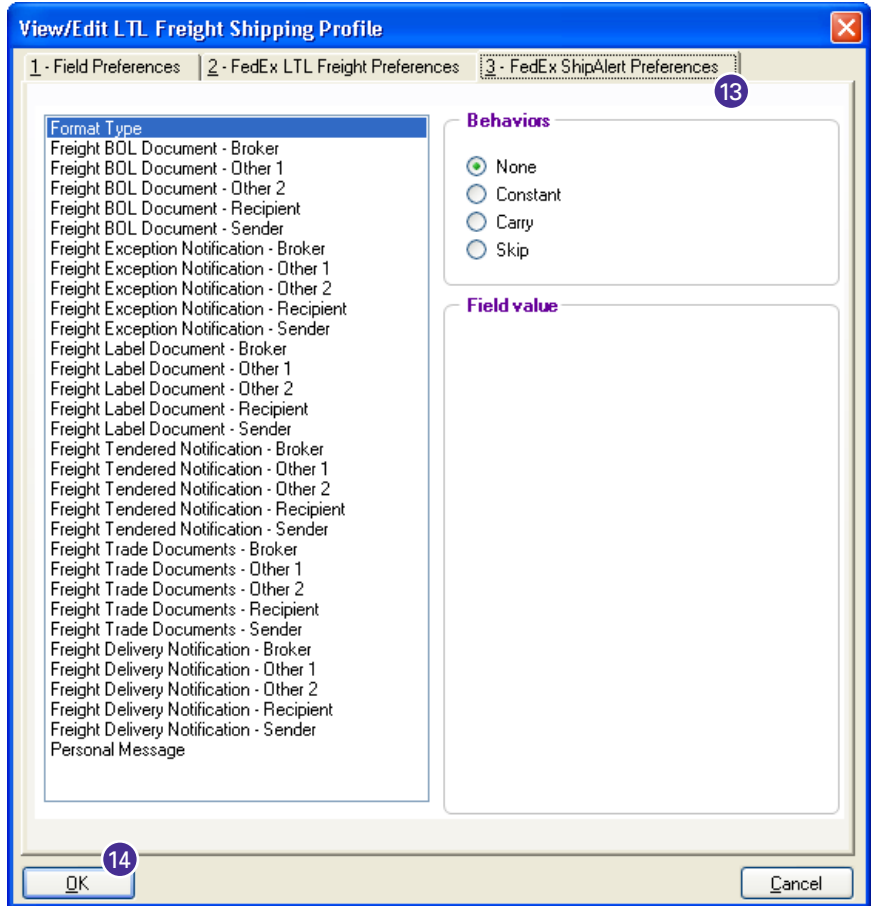 View/Edit LTL Freight Shipping Profile
1 - Field Preferences
2 - FedEx LTL Freight Preferences
3 - FedEx ShipAlert Preferences
13
Format Type
Freight BOL Document - Broker
Freight BOL Document - Other 1
Freight BOL Document - Other 2
Freight BOL Document - Recipient
Freight BOL Document - Sender
Freight Exception Notification - Broker
Freight Exception Notification - Other 1
Freight Exception Notification - Other 2
Freight Exception Notification - Recipient
Freight Exception Notification - Sender
Freight Label Document - Broker
Freight Label Document - Other 1
Freight Label Document - Other 2
Freight Label Document - Recipient
Freight Label Document - Sender
Freight Tendered Notification - Broker
Freight Tendered Notification - Other 1
Freight Tendered Notification - Other 2
Freight Tendered Notification - Recipient
Freight Tendered Notification - Sender
Freight Trade Documents - Broker
Freight Trade Documents - Other 1
Freight Trade Documents - Other 2
Freight Trade Documents - Recipient
Freight Trade Documents - Sender
Freight Delivery Notification - Broker
Freight Delivery Notification - Other 1
Freight Delivery Notification - Other 2
Freight Delivery Notification - Recipient
Freight Delivery Notification - Sender
Personal Message
Behaviors
None
Constant
Carry
Skip
Field value
14
OK
Cancel